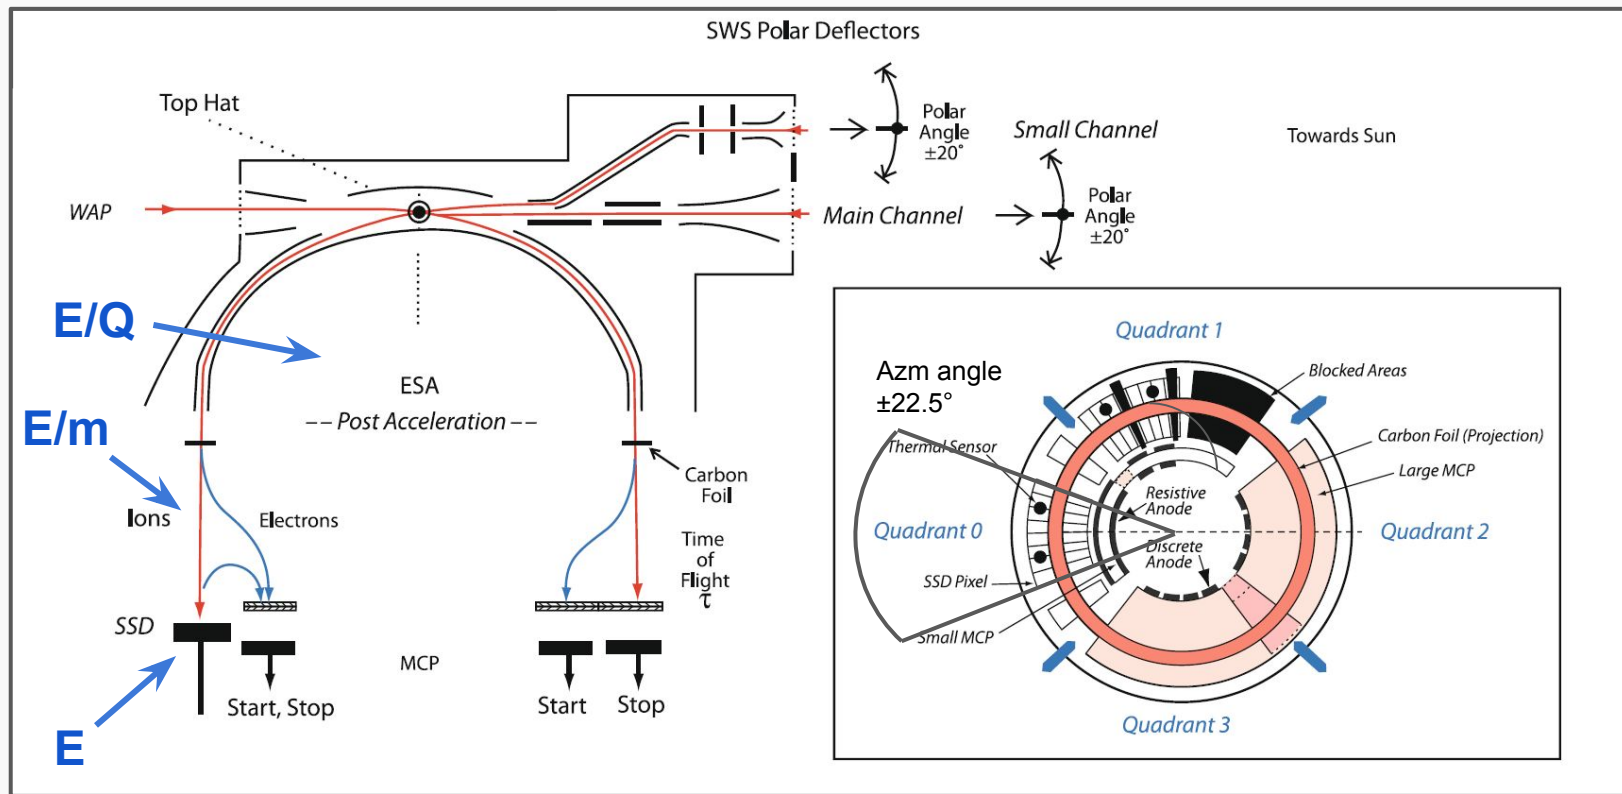 SWS Polar Deflectors
Top Hat
Polar
Angle
±20˚
Small Channel
Towards Sun
WAP
Main Channel
Polar
Angle
±20˚
E/Q
ESA
-- Post Acceleration --
E/m
Carbon
Foil
Ions
Electrons
Time
of
Flight
τ
SSD
MCP
Start, Stop
Start
Stop
E
Quadrant 1
Azm angle
±22.5°
Blocked Areas
Thermal Sensor
Carbon Foil (Projection)
Large MCP
Resistive
Anode
Quadrant 0
Quadrant 2
Discrete
Anode
SSD Pixel
Small MCP
Quadrant 3